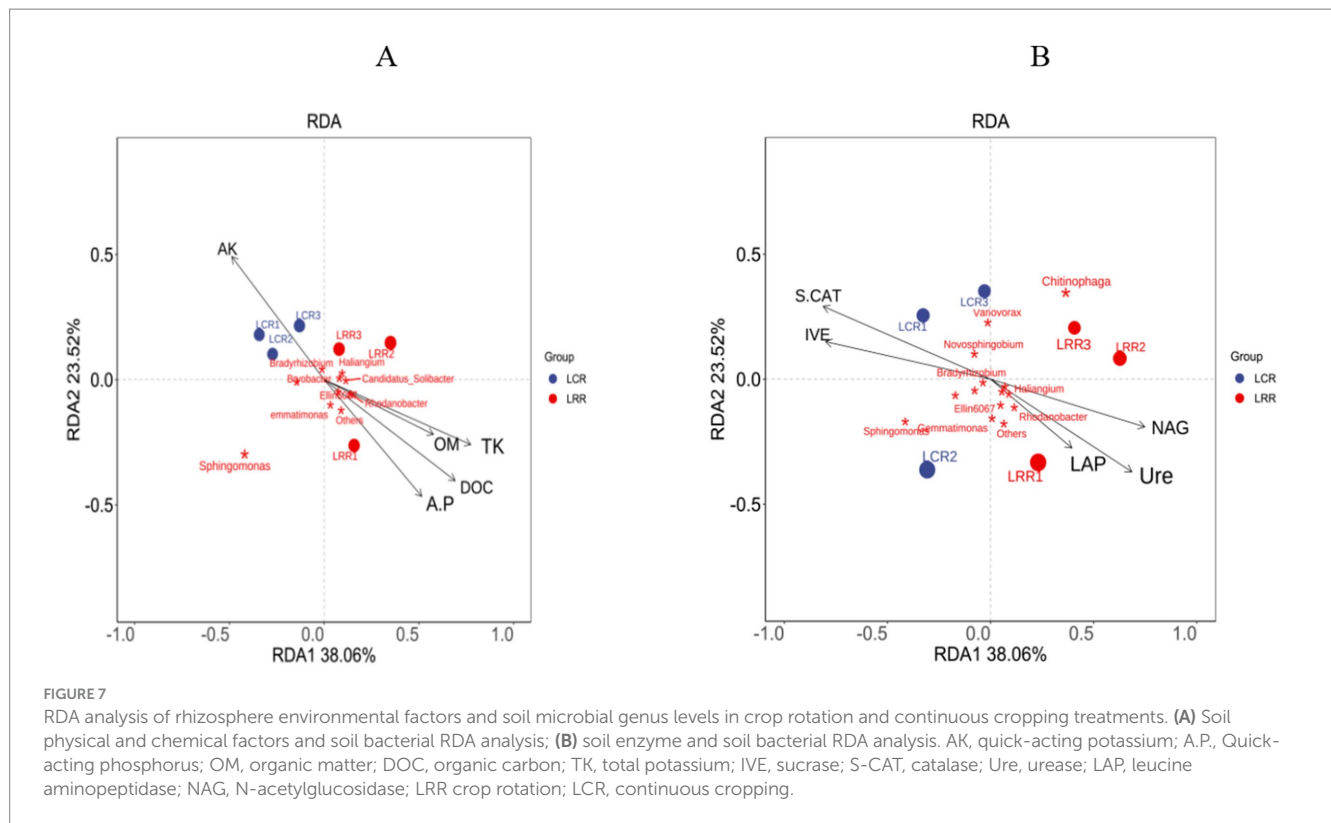 A
B
RDA
RDA
AK
LCR1
LCR3
LCR2
LRR3
LRR2
Bradyrhizobium
Haliangium
Candidatus_Solibacter
Rhodanobacter
emmatimonas
Others
Sphingomonas
LRR1
OM
TK
DOC
A.P
0.5
0.0
-0.5
RDA2 23.52%
-1.0 -0.5 0.0 0.5 1.0
RDA1 38.06%
Group
LCR
LRR
S.CAT
IVE
LCR3
LCR1
Chitinophaga
Variovorax
LRR3
LRR2
Novosphingobium
Bradyrhizobium
Haliangium
Ellin6067
Rhodanobacter
Sphingomonas
Gemmatimonas
Others
LCR2
LRR1
NAG
LAP
Ure
0.5
0.0
-0.5
RDA2 23.52%
-1.0 -0.5 0.0 0.5 1.0
RDA1 38.06%
Group
LCR
LRR
FIGURE 7
RDA analysis of rhizosphere environmental factors and soil microbial genus levels in crop rotation and continuous cropping treatments. (A) Soil
physical and chemical factors and soil bacterial RDA analysis; (B) soil enzyme and soil bacterial RDA analysis. AK, quick-acting potassium; A.P., Quick-
acting phosphorus; OM, organic matter; DOC, organic carbon; TK, total potassium; IVE, sucrase; S-CAT, catalase; Ure, urease; LAP, leucine
aminopeptidase; NAG, N-acetylglucosidase; LRR crop rotation; LCR, continuous cropping.